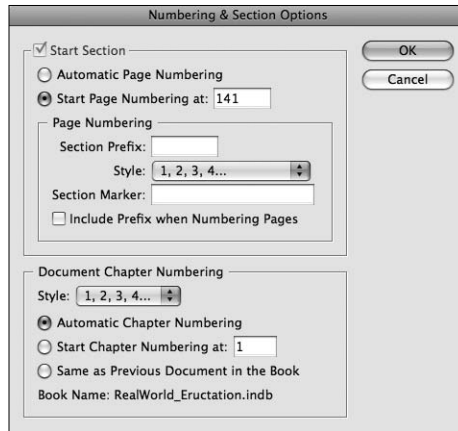 Numbering & Section Options
Start Section
Automatic Page Numbering
Start Page Numbering at: 141
Page Numbering
Section Prefix:
Style: 1, 2, 3, 4...
Section Marker:
Include Prefix when Numbering Pages
Document Chapter Numbering
Style: 1, 2, 3, 4...
Automatic Chapter Numbering
Start Chapter Numbering at: 1
Same as Previous Document in the Book
Book Name: RealWorld_Eructation.indb
OK
Cancel